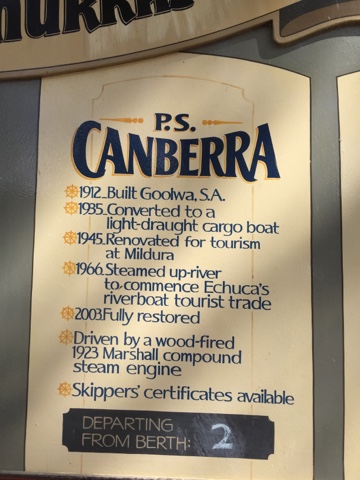 P.S.
CANBERRA
1912..Built Goolwa, S.A.
1935.Converted to a
light-draught cargo boat
1945.Renovated for tourism
at Mildura
1966.Steamed up-river
to commence Echuca's
riverboat tourist trade
2003.Fully restored
Driven by a wood-fired
1923 Marshall compound
steam engine
Skippers' certificates available
DEPARTING
FROM BERTH: 2